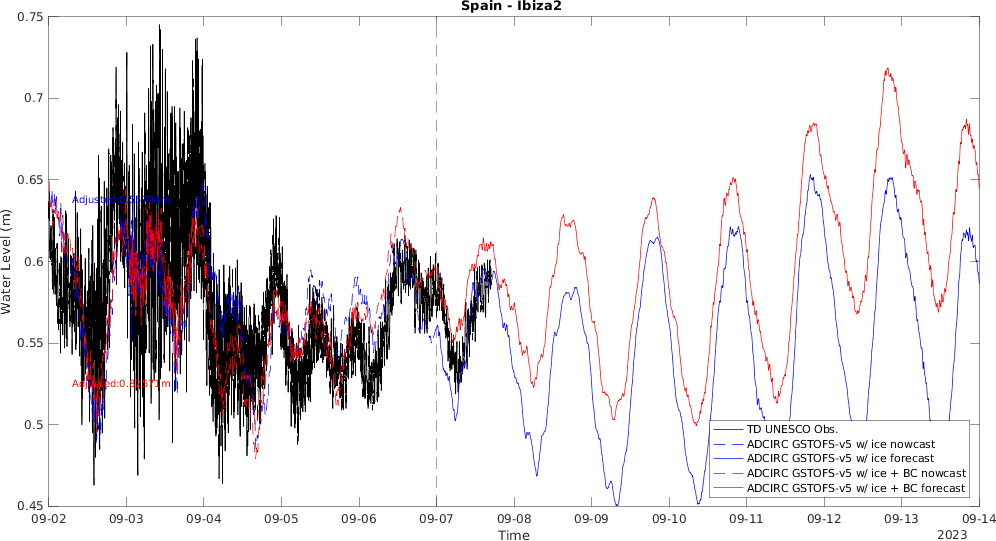 Spain - Ibiza2
Water Level (m)
0.75
0.7
0.65
0.6
0.55
0.5
0.45
TD UNESCO Obs.
ADCIRC GSTOFS-v5 w/ ice nowcast
ADCIRC GSTOFS-v5 w/ ice forecast
ADCIRC GSTOFS-v5 w/ ice + BC nowcast
ADCIRC GSTOFS-v5 w/ ice + BC forecast
09-02 09-03 09-04 09-05 09-06 09-07 09-08 09-09 09-10 09-11 09-12 09-13 09-14
Time
2023